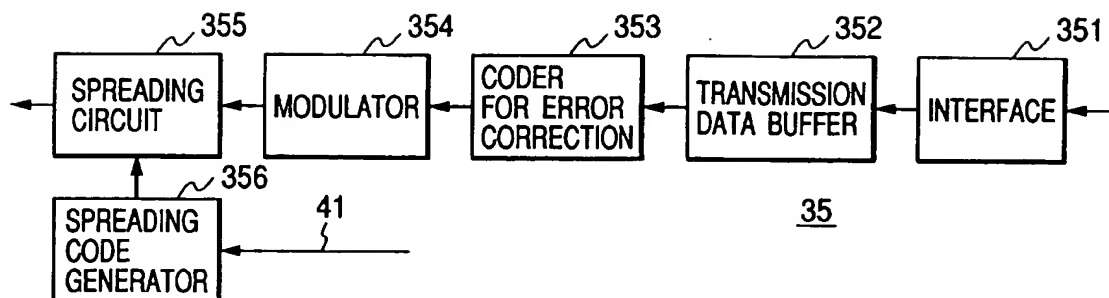 355
354
353
352
351
SPREADING
CIRCUIT
MODULATOR
CODER
FOR ERROR
CORRECTION
TRANSMISSION
DATA BUFFER
INTERFACE
356
SPREADING
CODE
GENERATOR
41
35